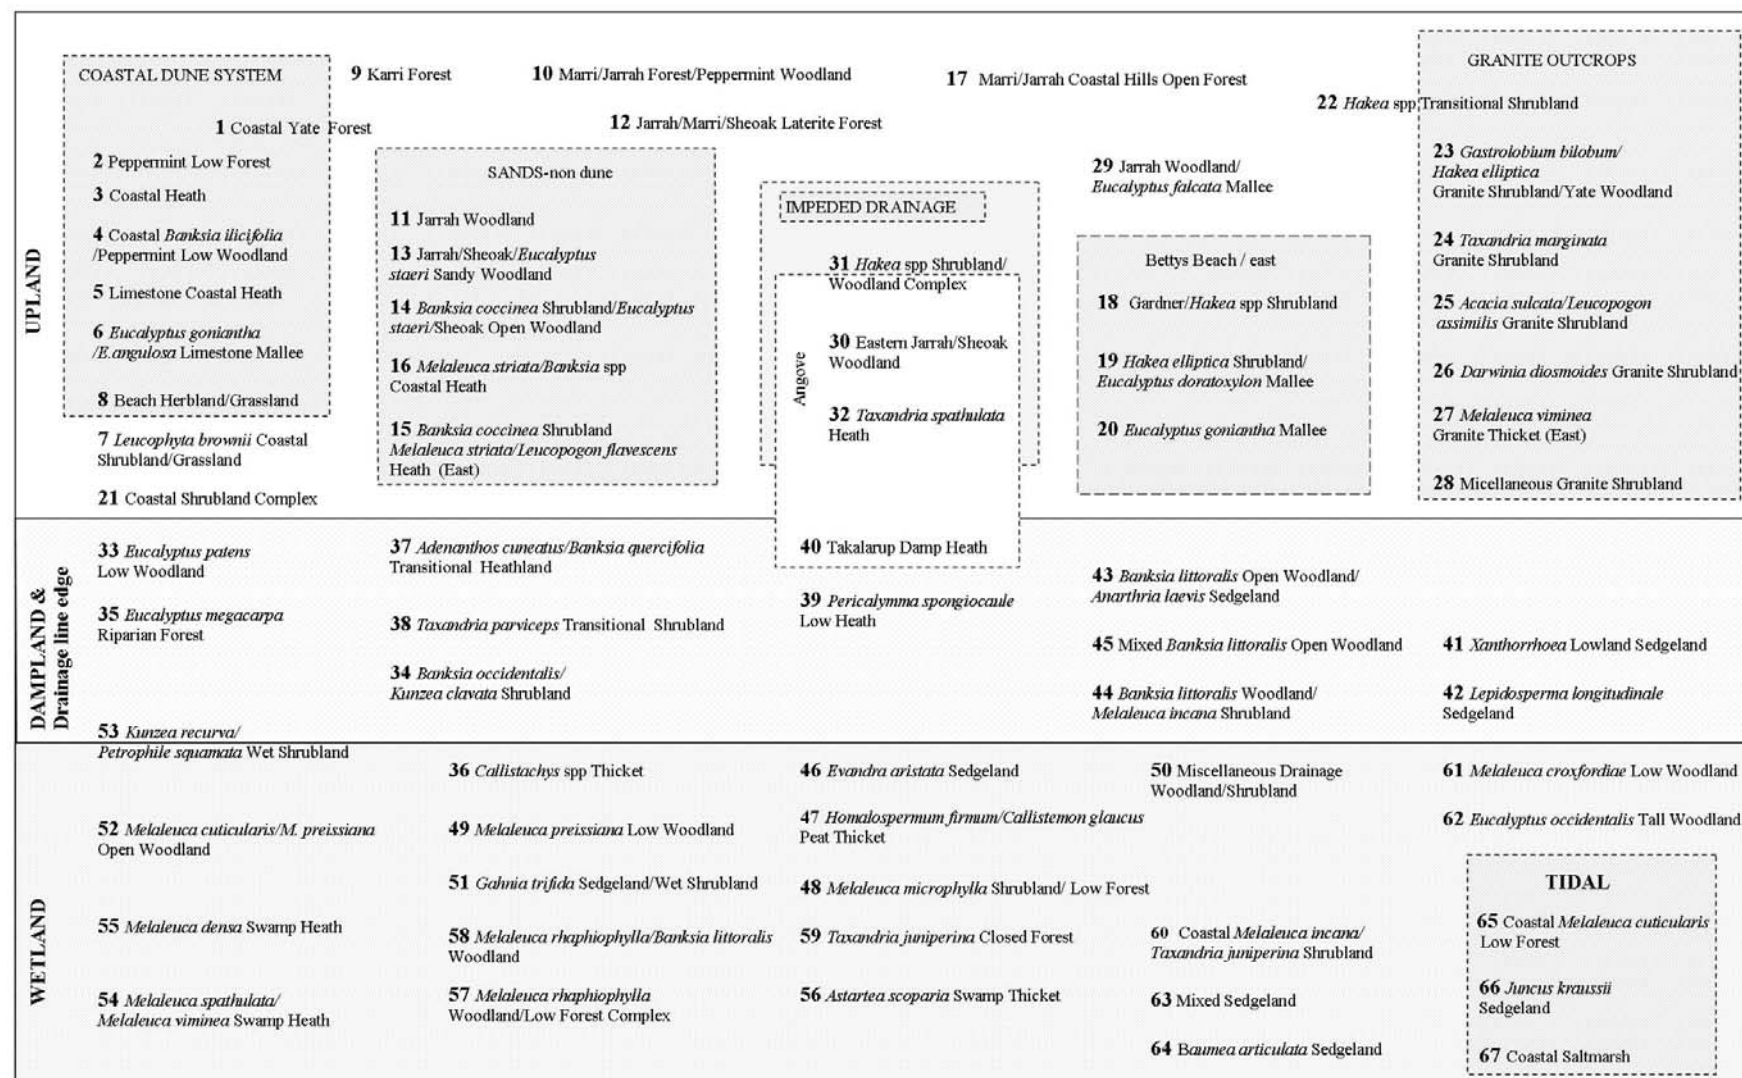 UPLAND
COASTAL DUNE SYSTEM
1 Coastal Yate Forest
2 Peppermint Low Forest
3 Coastal Heath
4 Coastal Banksia ilicifolia
/Peppermint Low Woodland
5 Limestone Coastal Heath
6 Eucalyptus goniantha
/E.angulosa Limestone Mallee
8 Beach Herbland/Grassland
7 Leucophyta brownii Coastal
Shrubland/Grassland
21 Coastal Shrubland Complex
9 Karri Forest
10 Marri/Jarrah Forest/Peppermint Woodland
17 Marri/Jarrah Coastal Hills Open Forest
12 Jarrah/Marri/Sheoak Laterite Forest
SANDS-non dune
11 Jarrah Woodland
13 Jarrah/Sheoak/Eucalyptus
staeri Sandy Woodland
14 Banksia coccinea Shrubland/Eucalyptus
staeri/Sheoak Open Woodland
16 Melaleuca striata/Banksia spp
Coastal Heath
15 Banksia coccinea Shrubland
Melaleuca striata/Leucopogon flavescens
Heath (East)
IMPEDED DRAINAGE
31 Hakea spp Shrubland/
Woodland Complex
Angove
30 Eastern Jarrah/Sheoak
Woodland
32 Taxandria spathulata
Heath
29 Jarrah Woodland/
Eucalyptus falcata Mallee
Bettys Beach / east
18 Gardner/Hakea spp Shrubland
19 Hakea elliptica Shrubland/
Eucalyptus doratoxylon Mallee
20 Eucalyptus goniantha Mallee
GRANITE OUTCROPS
22 Hakea spp Transitional Shrubland
23 Gastrolobium bilobum/
Hakea elliptica
Granite Shrubland/Yate Woodland
24 Taxandria marginata
Granite Shrubland
25 Acacia sulcata/Leucopogon
assimilis Granite Shrubland
26 Darwinia diosmoides Granite Shrubland
27 Melaleuca viminea
Granite Thicket (East)
28 Micellaneous Granite Shrubland
DAMPLAND &
Drainage line edge
33 Eucalyptus patens
Low Woodland
35 Eucalyptus megacarpa
Riparian Forest
53 Kunzea recurva/
Petrophile squamata Wet Shrubland
37 Adenanthos cuneatus/Banksia quercifolia
Transitional Heathland
38 Taxandria parviceps Transitional Shrubland
34 Banksia occidentalis/
Kunzea clavata Shrubland
40 Takalarup Damp Heath
39 Pericalymma spongiocaule
Low Heath
43 Banksia littoralis Open Woodland/
Anarthria laevis Sedgeland
45 Mixed Banksia littoralis Open Woodland
44 Banksia littoralis Woodland/
Melaleuca incana Shrubland
41 Xanthorrhoea Lowland Sedgeland
42 Lepidosperma longitudinale
Sedgeland
WETLAND
52 Melaleuca cuticularis/M. preissiana
Open Woodland
55 Melaleuca densa Swamp Heath
54 Melaleuca spathulata/
Melaleuca viminea Swamp Heath
36 Callistachys spp Thicket
49 Melaleuca preissiana Low Woodland
51 Gahnia trifida Sedgeland/Wet Shrubland
58 Melaleuca rhaphiophylla/Banksia littoralis
Woodland
57 Melaleuca rhaphiophylla
Woodland/Low Forest Complex
46 Evandra aristata Sedgeland
47 Homalospermum firmum/Callistemon glaucus
Peat Thicket
48 Melaleuca microphylla Shrubland/ Low Forest
59 Taxandria juniperina Closed Forest
56 Astartea scoparia Swamp Thicket
50 Miscellaneous Drainage
Woodland/Shrubland
60 Coastal Melaleuca incana/
Taxandria juniperina Shrubland
63 Mixed Sedgeland
64 Baumea articulata Sedgeland
61 Melaleuca croxfordiae Low Woodland
62 Eucalyptus occidentalis Tall Woodland
TIDAL
65 Coastal Melaleuca cuticularis
Low Forest
66 Juncus kraussii
Sedgeland
67 Coastal Saltmarsh